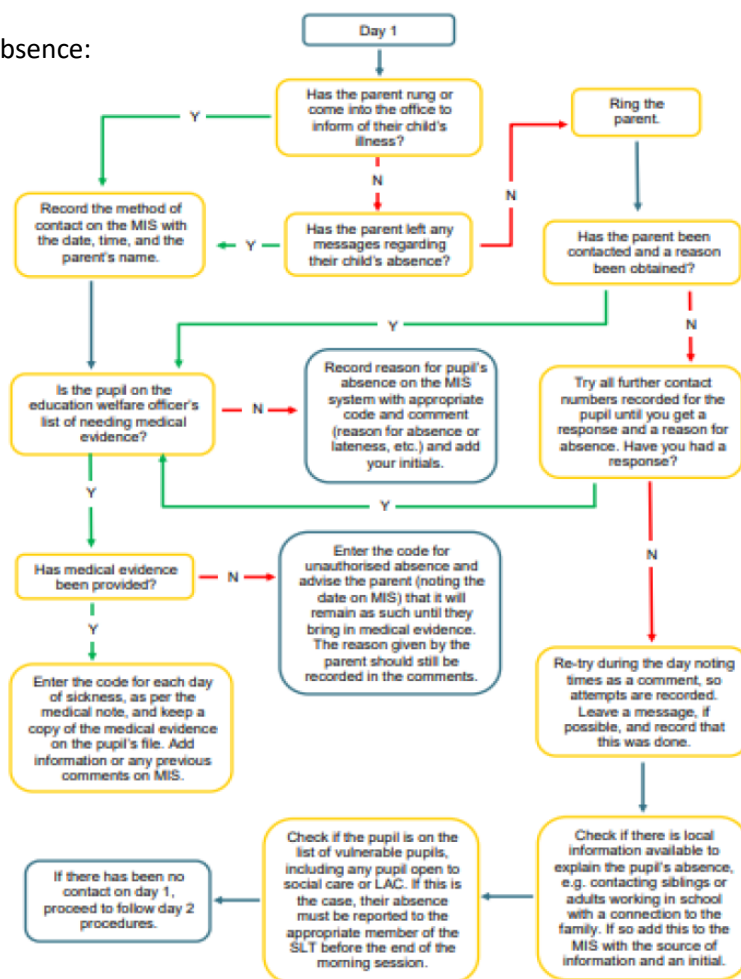 bsence:
Day 1
Has the parent rung or
come into the office to
inform of their child's
illness?
Y
N
Ring the
parent.
Record the method of
contact on the MIS with
the date, time, and the
parent's name.
Y
Has the parent left any
messages regarding
their child's absence?
N
Has the parent been
contacted and a reason
been obtained?
Y
N
Is the pupil on the
education welfare officer's
list of needing medical
evidence?
N
Record reason for pupil's
absence on the MIS
system with appropriate
code and comment
(reason for absence or
lateness, etc.) and add
your initials.
Try all further contact
numbers recorded for the
pupil until you get a
response and a reason for
absence. Have you had a
response?
Y
Y
N
Has medical evidence
been provided?
N
Enter the code for
unauthorised absence and
advise the parent (noting
the date on MIS) that it will
remain as such until they
bring in medical evidence.
The reason given by the
parent should still be
recorded in the comments.
Y
Enter the code for each day
of sickness, as per the
medical note, and keep a
copy of the medical evidence
on the pupil's file. Add
information or any previous
comments on MIS.
Re-try during the day noting
times as a comment, so
attempts are recorded.
Leave a message, if
possible, and record that
this was done.
If there has been no
contact on day 1,
proceed to follow day 2
procedures.
Check if the pupil is on the
list of vulnerable pupils,
including any pupil open to
social care or LAC. If this is
the case, their absence
must be reported to the
appropriate member of the
SLT before the end of the
morning session.
Check if there is local
information available to
explain the pupil's absence,
e.g. contacting siblings or
adults working in school
with a connection to the
family. If so add this to the
MIS with the source of
information and an initial.